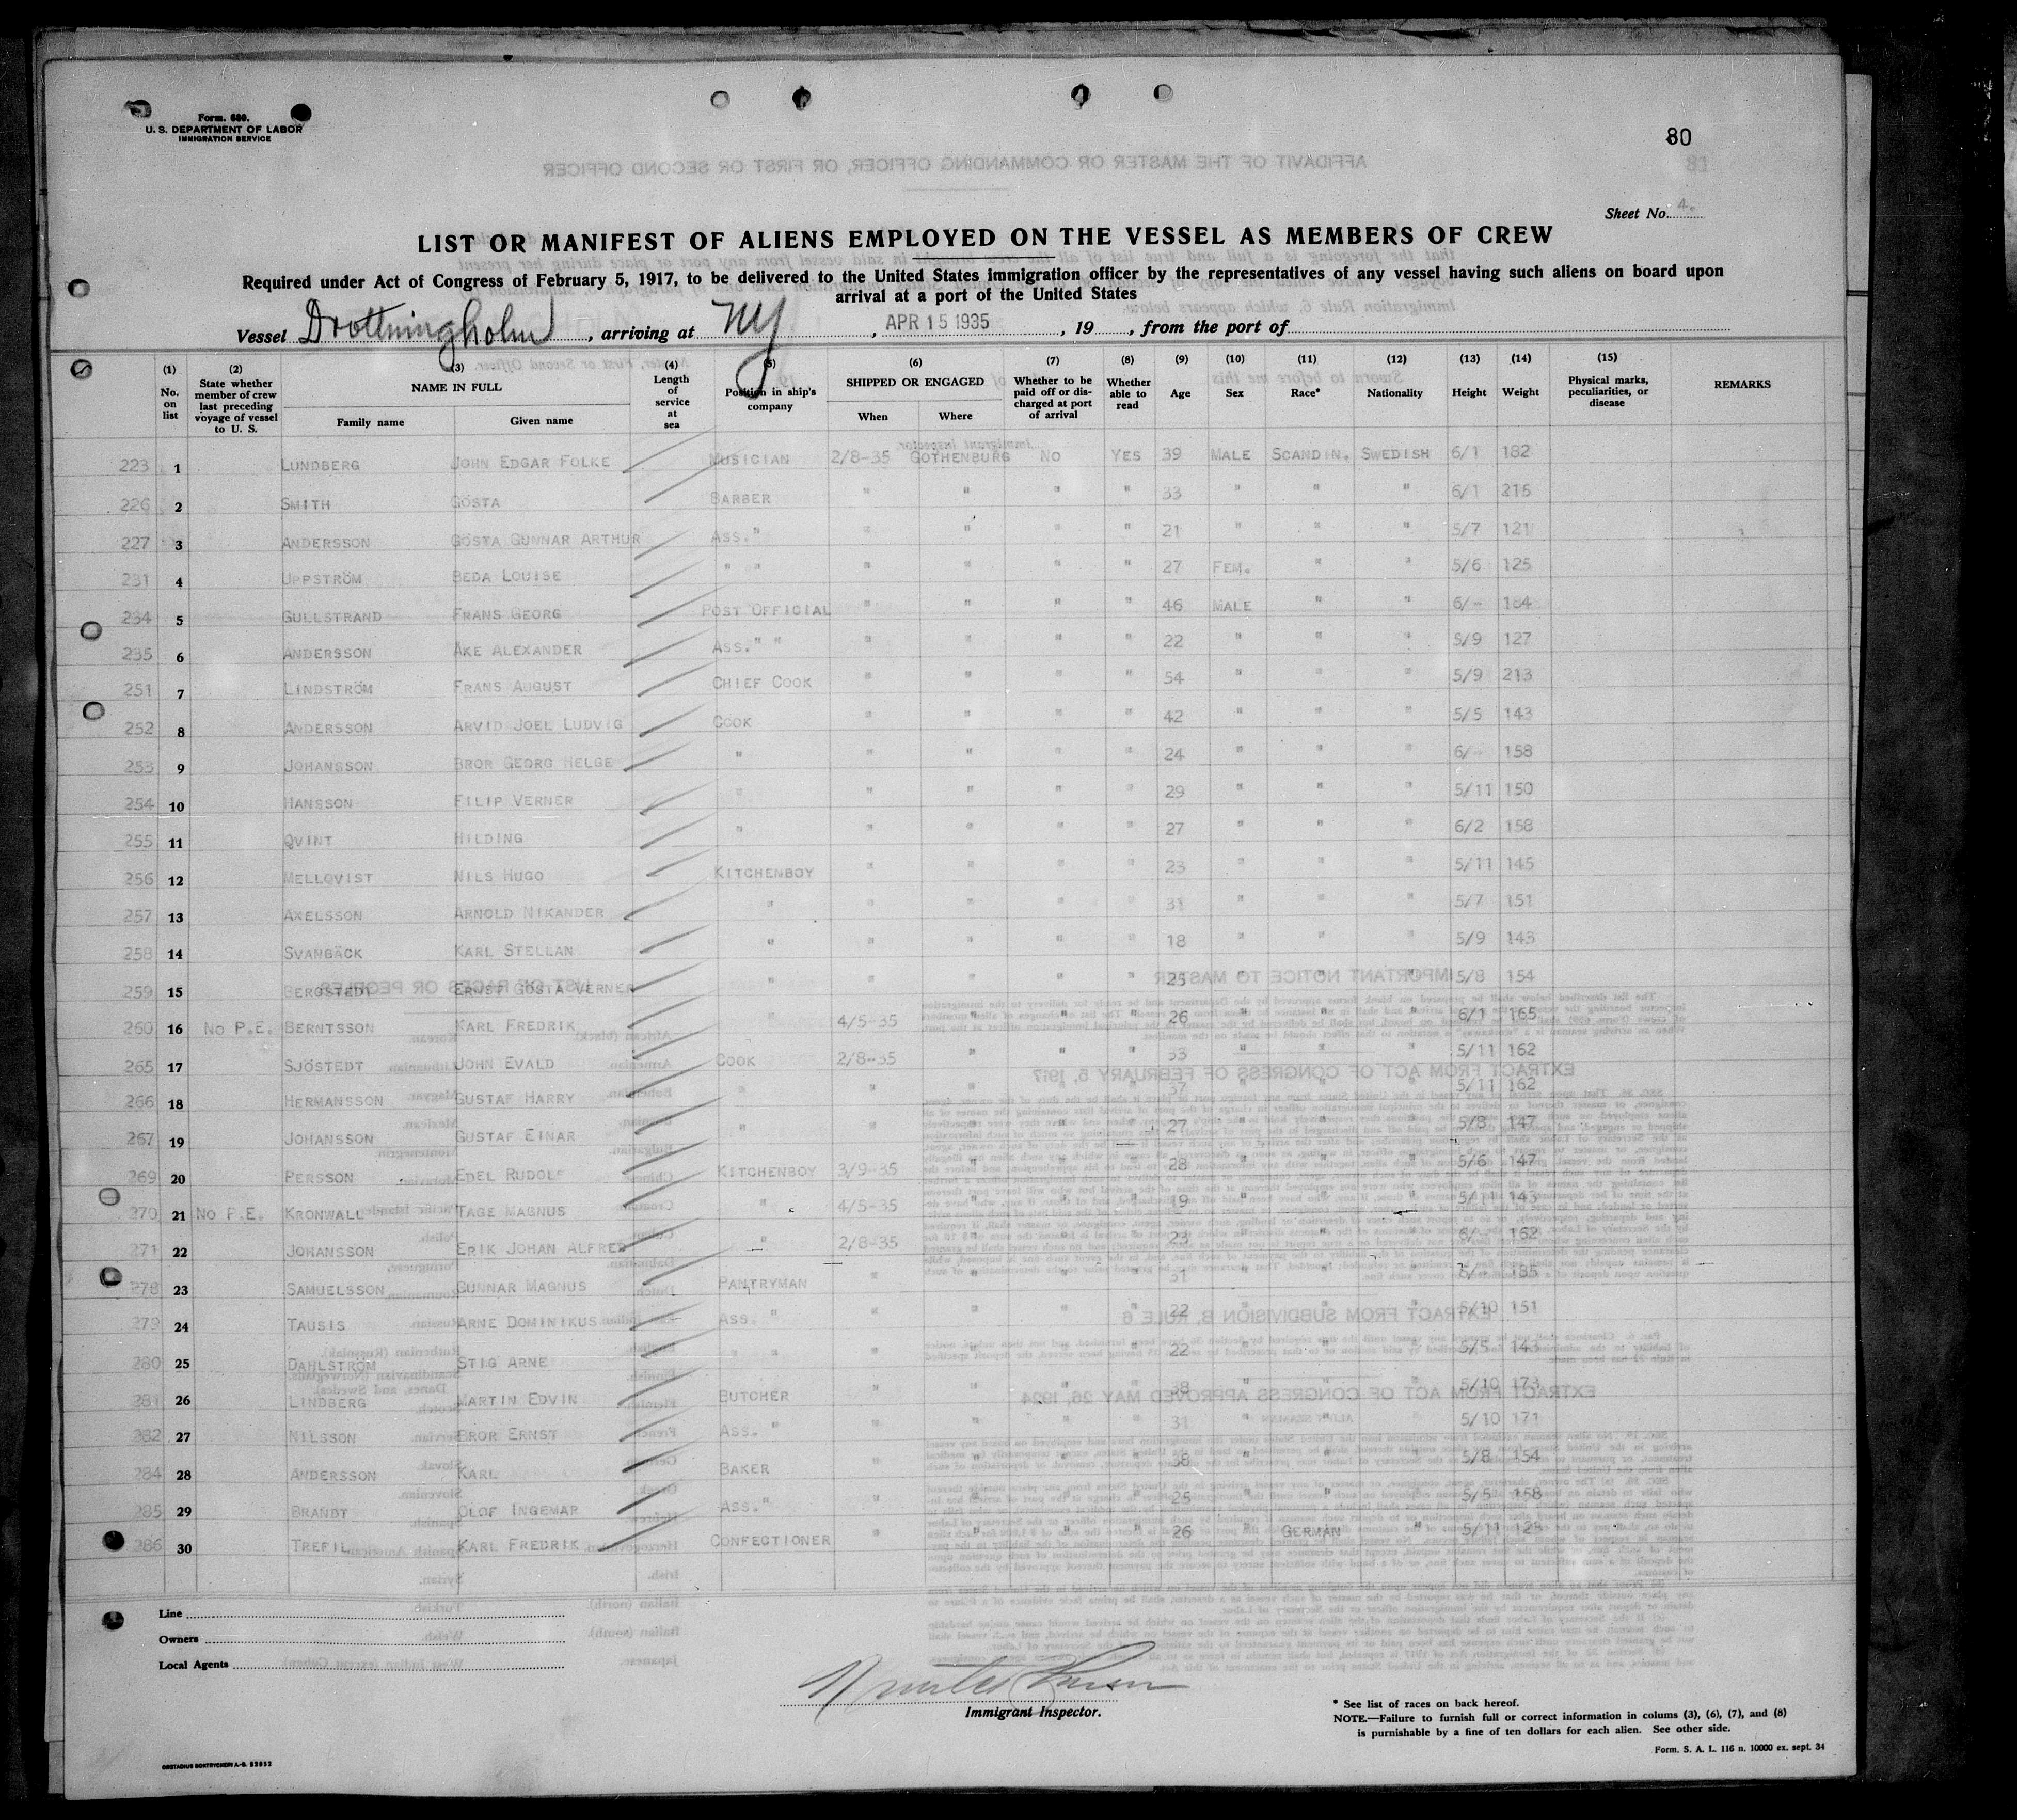 Form. 680.
U. S. DEPARTMENT OF LABOR
IMMIGRATION SERVICE
80
Sheet No. 4.
LIST OR MANIFEST OF ALIENS EMPLOYED ON THE VESSEL AS MEMBERS OF CREW
Required under Act of Congress of February 5, 1917, to be delivered to the United States immigration officer by the representatives of any vessel having such aliens on board upon
arrival at a port of the United States
Vessel Drottningholm, arriving at NY, APR 15 1935, 19, from the port of
(1) No. on list (2) State whether member of crew last preceding voyage of vessel to U. S. (3) NAME IN FULL Family name Given name (4) Length of service at sea (5) Position in ship's company (6) SHIPPED OR ENGAGED When Where (7) Whether to be paid off or discharged at port of arrival (8) Whether able to read (9) Age (10) Sex (11) Race* (12) Nationality (13) Height (14) Weight (15) Physical marks, peculiarities, or disease REMARKS
223 1 LUNDBERG JOHN EDGAR FOLKE MUSICIAN 2/8-35 GOTHENBURG NO YES 39 MALE SCANDIN. SWEDISH 6/1 182
226 2 SMITH GÖSTA BARBER " " " " 33 " " " 6/1 215
227 3 ANDERSSON GÖSTA GUNNAR ARTHUR ASS. " " " " " 21 " " " 5/7 121
231 4 UPPSTRÖM BEDA LOUISE " " " " " " 27 FEM. " " 5/6 125
234 5 GULLSTRAND FRANS GEORG POST OFFICIAL " " " " 46 MALE " " 6/- 184
235 6 ANDERSSON ÅKE ALEXANDER ASS. " " " " " " 22 " " " 5/9 127
251 7 LINDSTRÖM FRANS AUGUST CHIEF COOK " " " " 54 " " " 5/9 213
252 8 ANDERSSON ARVID JOEL LUDVIG COOK " " " " 42 " " " 5/5 143
253 9 JOHANSSON BROR GEORG HELGE " " " " " 24 " " " 6/- 158
254 10 HANSSON FILIP VERNER " " " " " 29 " " " 5/11 150
255 11 QVINT HILDING " " " " " 27 " " " 6/2 158
256 12 MELLQVIST NILS HUGO KITCHENBOY " " " " 23 " " " 5/11 145
257 13 AXELSSON ARNOLD NIKANDER " " " " " 31 " " " 5/7 151
258 14 SVANBÄCK KARL STELLAN " " " " " 18 " " " 5/9 143
259 15 BERGSTEDT ERNST GÖSTA VERNER " " " " " 25 " " " 5/8 154
260 16 NO P.E. BERNTSSON KARL FREDRIK 4/5-35 " " " 26 " " " 6/1 165
265 17 SJÖSTEDT JOHN EVALD COOK 2/8-35 " " " 33 " " " 5/11 162
266 18 HERMANSSON GUSTAF HARRY " " " " " 37 " " " 5/11 162
267 19 JOHANSSON GUSTAF EINAR " " " " " 27 " " " 5/8 147
269 20 PERSSON EDEL RUDOLF KITCHENBOY 3/9-35 " " " 28 " " " 5/6 147
270 21 NO P.E. KRONWALL TAGE MAGNUS " 4/5-35 " " " 19 " " " 5/11 143
271 22 JOHANSSON ERIK JOHAN ALFRED " 2/8-35 " " " 23 " " " 6/- 162
278 23 SAMUELSSON GUNNAR MAGNUS PANTRYMAN " " " " 31 " " " 6/- 185
279 24 TAUSIS ARNE DOMINIKUS ASS. " " " " " 22 " " " 5/10 151
280 25 DAHLSTRÖM STIG ARNE " " " " " " 22 " " " 5/5 143
281 26 LINDBERG MARTIN EDVIN BUTCHER " " " " 38 " " " 5/10 173
282 27 NILSSON BROR ERNST ASS. " " " " " 31 " " " 5/10 171
284 28 ANDERSSON KARL BAKER " " " " 38 " " " 5/8 154
285 29 BRANDT OLOF INGEMAR ASS. " " " " " 25 " " " 5/5 158
286 30 TREFIL KARL FREDRIK CONFECTIONER " " " " 26 " GERMAN " 5/11 128
Line
Owners
Local Agents
Immigrant Inspector.
* See list of races on back hereof.
NOTE.—Failure to furnish full or correct information in colums (3), (6), (7), and (8)
is punishable by a fine of ten dollars for each alien. See other side.
Form. S. A. L. 116 n. 10000 ex. sept. 34